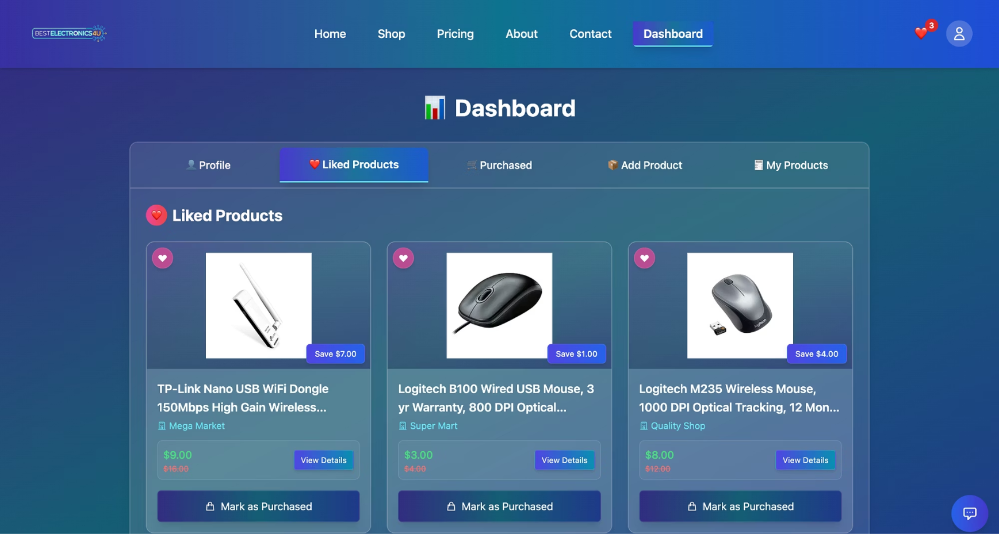 BESTELECTRONICS4U
Home
Shop
Pricing
About
Contact
Dashboard
3
Dashboard
Profile
Liked Products
Purchased
Add Product
My Products
Liked Products
Save $7.00
TP-Link Nano USB WiFi Dongle
150Mbps High Gain Wireless...
Mega Market
$9.00
$16.00
View Details
Mark as Purchased
Save $1.00
Logitech B100 Wired USB Mouse, 3
yr Warranty, 800 DPI Optical...
Super Mart
$3.00
$4.00
View Details
Mark as Purchased
Logitech
Save $4.00
Logitech M235 Wireless Mouse,
1000 DPI Optical Tracking, 12 Mon...
Quality Shop
$8.00
$12.00
View Details
Mark as Purchased